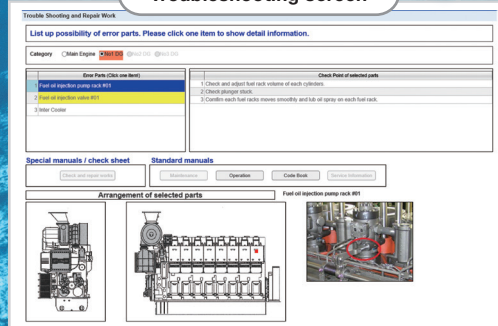 Troubleshooting screen
Trouble Shooting and Repair Work
List up possibility of error parts. Please click one item to show detail information.
Category Main Engine No1 DG No2 DG No3 DG
Error Parts (Click one item!)
1 Fuel oil injection pump rack #01
2 Fuel oil injection valve #01
3 Inter Cooler
Check Point of selected parts
1 Check and adjust fuel rack volume of each cylinders.
2 Check plunger stuck.
3 Confirm each fuel racks moves smoothly and lub oil spray on each fuel rack.
Special manuals / check sheet
Check and repair works
Standard manuals
Maintenance Operation Code Book Service Information
Arrangement of selected parts
Fuel oil injection pump rack #01